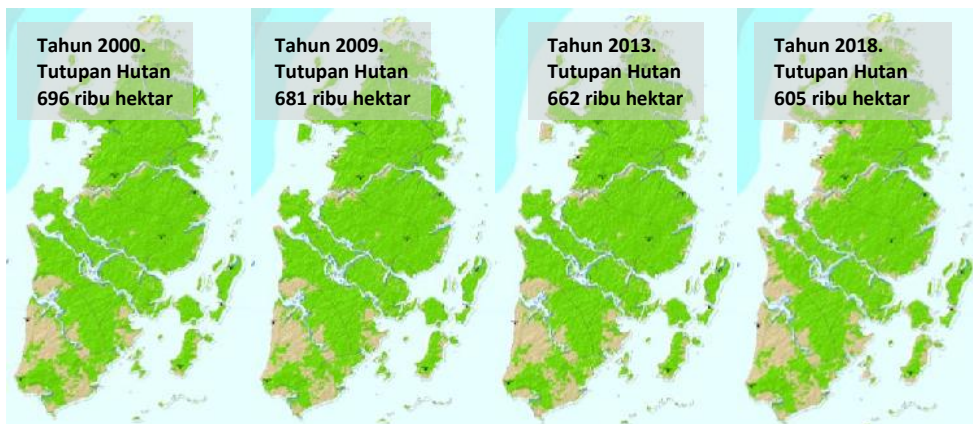 Tahun 2000.
Tutupan Hutan
696 ribu hektar
Tahun 2009.
Tutupan Hutan
681 ribu hektar
Tahun 2013.
Tutupan Hutan
662 ribu hektar
Tahun 2018.
Tutupan Hutan
605 ribu hektar